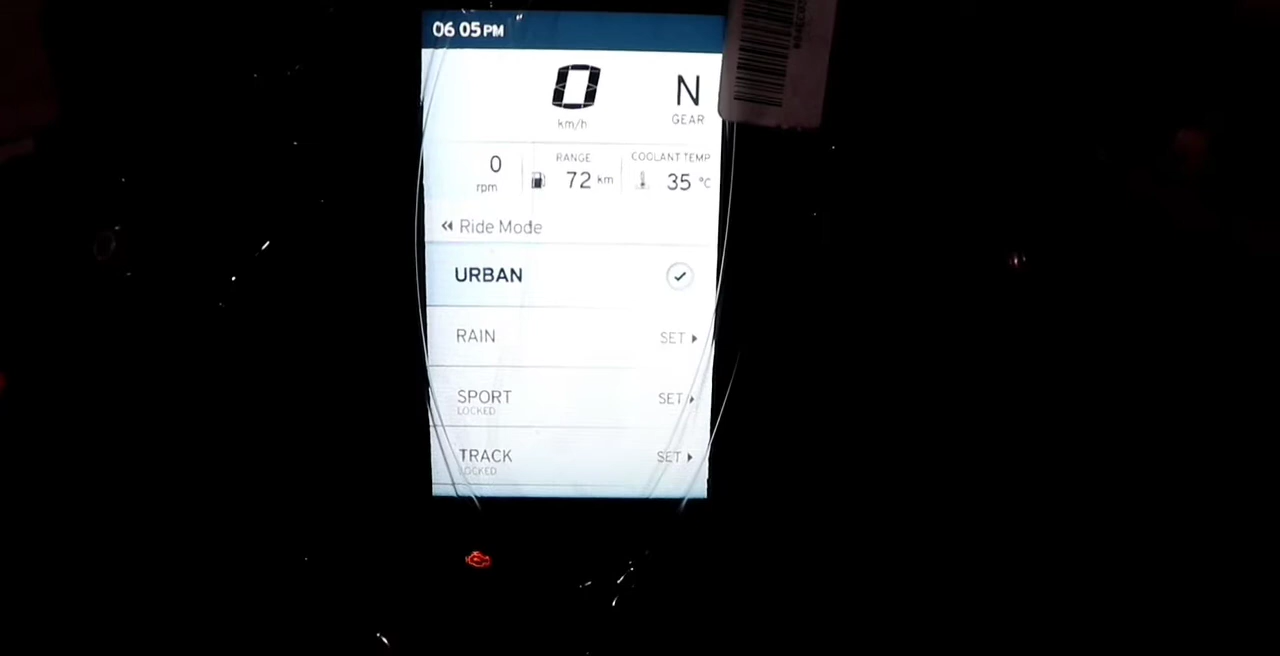 06 05 PM
0
km/h
N
GEAR
0
rpm
RANGE
72 km
COOLANT TEMP
35 °C
Ride Mode
URBAN
RAIN
SET
SPORT
LOCKED
SET
TRACK
LOCKED
SET